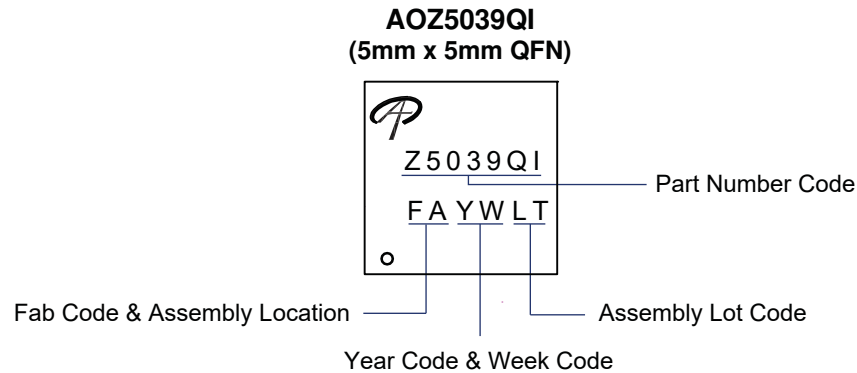 AOZ5039QI
(5mm x 5mm QFN)
Z5039QI
Part Number Code
FAYWLT
Fab Code & Assembly Location
Assembly Lot Code
Year Code & Week Code